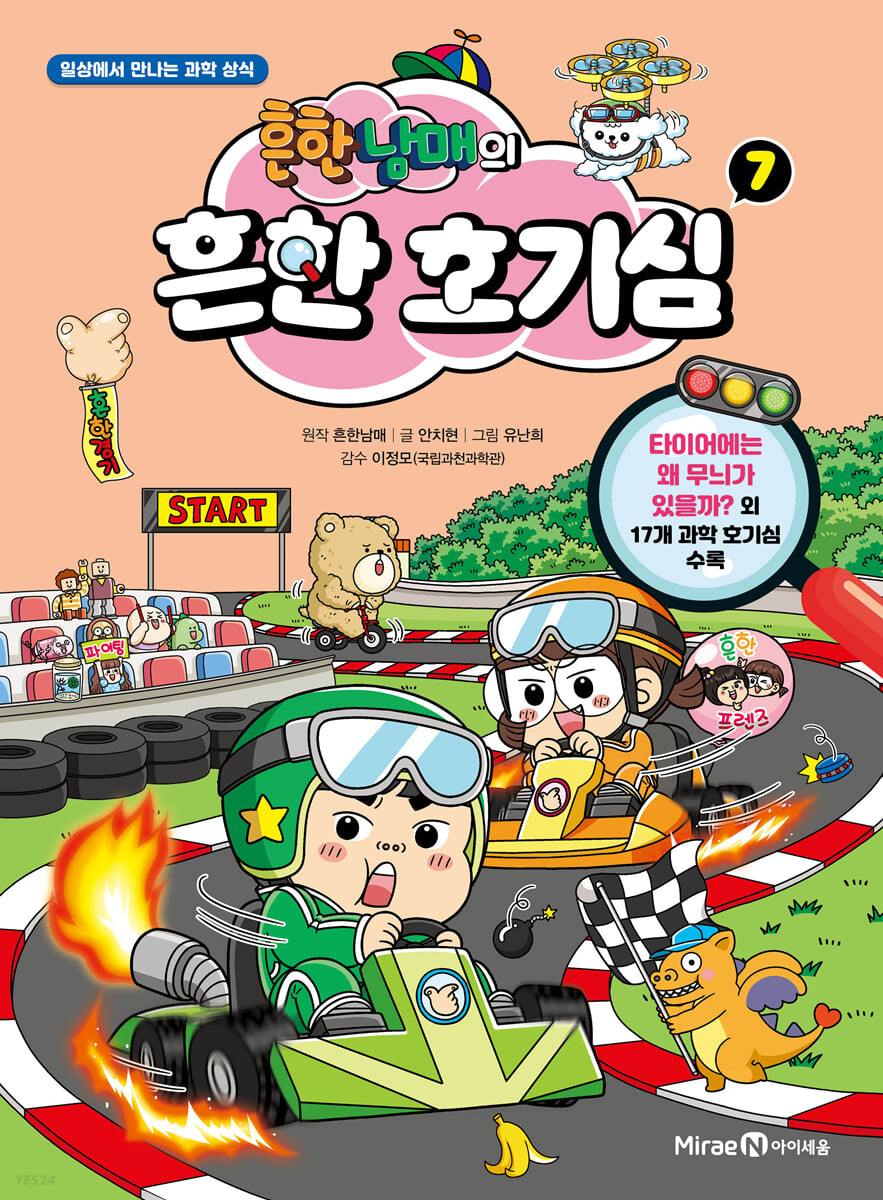 일상에서 만나는 과학 상식
흔한남매의
7
흔한 호기심
흔한경기
원작 흔한남매 | 글 안치현 | 그림 유난희
감수 이정모(국립과천과학관)
타이어에는
왜 무늬가
있을까? 외
17개 과학 호기심
수록
START
파이팅
흔한
프렌즈
Mirae N 아이세움
YES24